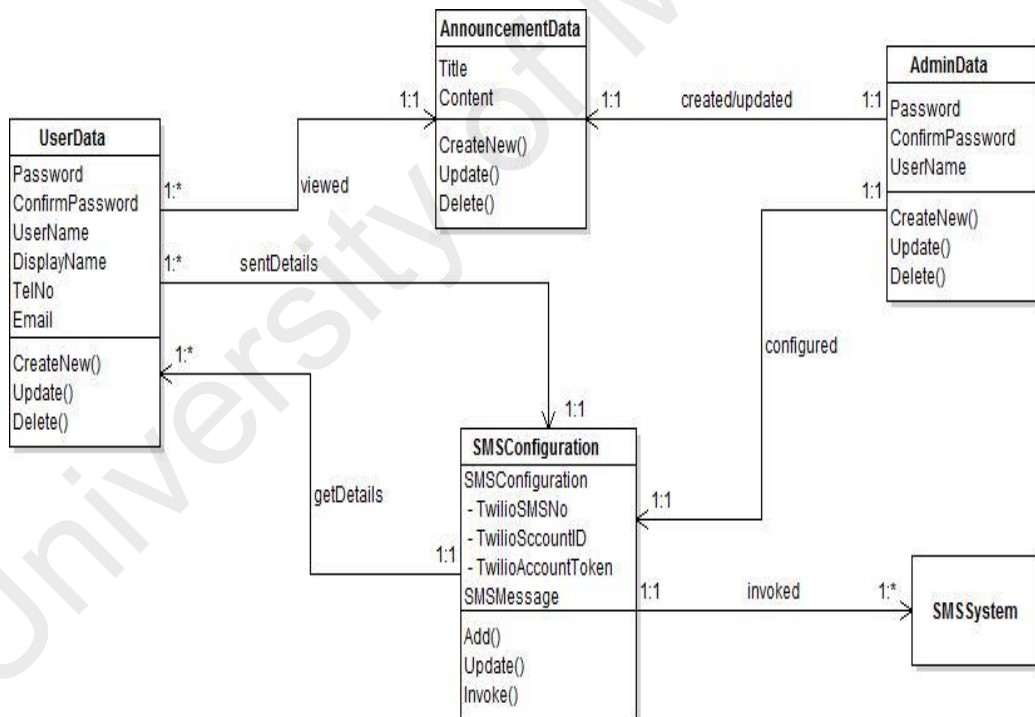 University of M
AnnouncementData
Title
Content
CreateNew()
Update()
Delete()
AdminData
Password
ConfirmPassword
UserName
CreateNew()
Update()
Delete()
1:1
1:1
created/updated
1:1
UserData
Password
ConfirmPassword
UserName
DisplayName
TelNo
Email
CreateNew()
Update()
Delete()
1:*
viewed
1:1
1:*
sentDetails
configured
1:*
1:1
getDetails
SMSConfiguration
SMSConfiguration
- TwilioSMSNo
- TwilioSccountID
- TwilioAccountToken
SMSMessage
Add()
Update()
Invoke()
1:1
1:1
1:1
invoked
1:*
SMSSystem